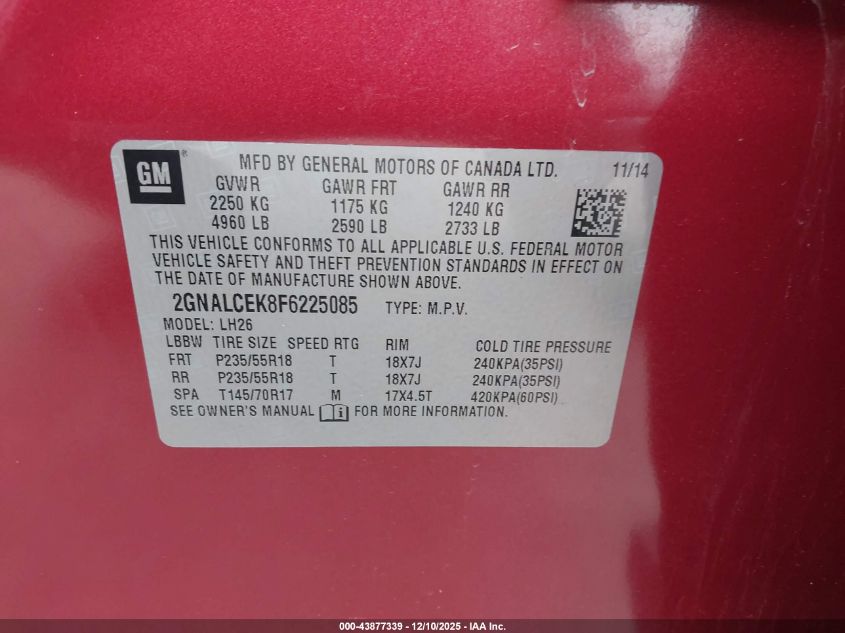 GM ® MFD BY GENERAL MOTORS OF CANADA LTD. 11/14
GVWR GAWR FRT GAWR RR
2250 KG 1175 KG 1240 KG
4960 LB 2590 LB 2733 LB
THIS VEHICLE CONFORMS TO ALL APPLICABLE U.S. FEDERAL MOTOR
VEHICLE SAFETY AND THEFT PREVENTION STANDARDS IN EFFECT ON
THE DATE OF MANUFACTURE SHOWN ABOVE.
2GNALCEK8F6225085 TYPE: M.P.V.
MODEL: LH26
LBBW TIRE SIZE SPEED RTG RIM COLD TIRE PRESSURE
FRT P235/55R18 T 18X7J 240KPA(35PSI)
RR P235/55R18 T 18X7J 240KPA(35PSI)
SPA T145/70R17 M 17X4.5T 420KPA(60PSI)
SEE OWNER'S MANUAL i FOR MORE INFORMATION.
000-43877339 - 12/10/2025 - IAA Inc.